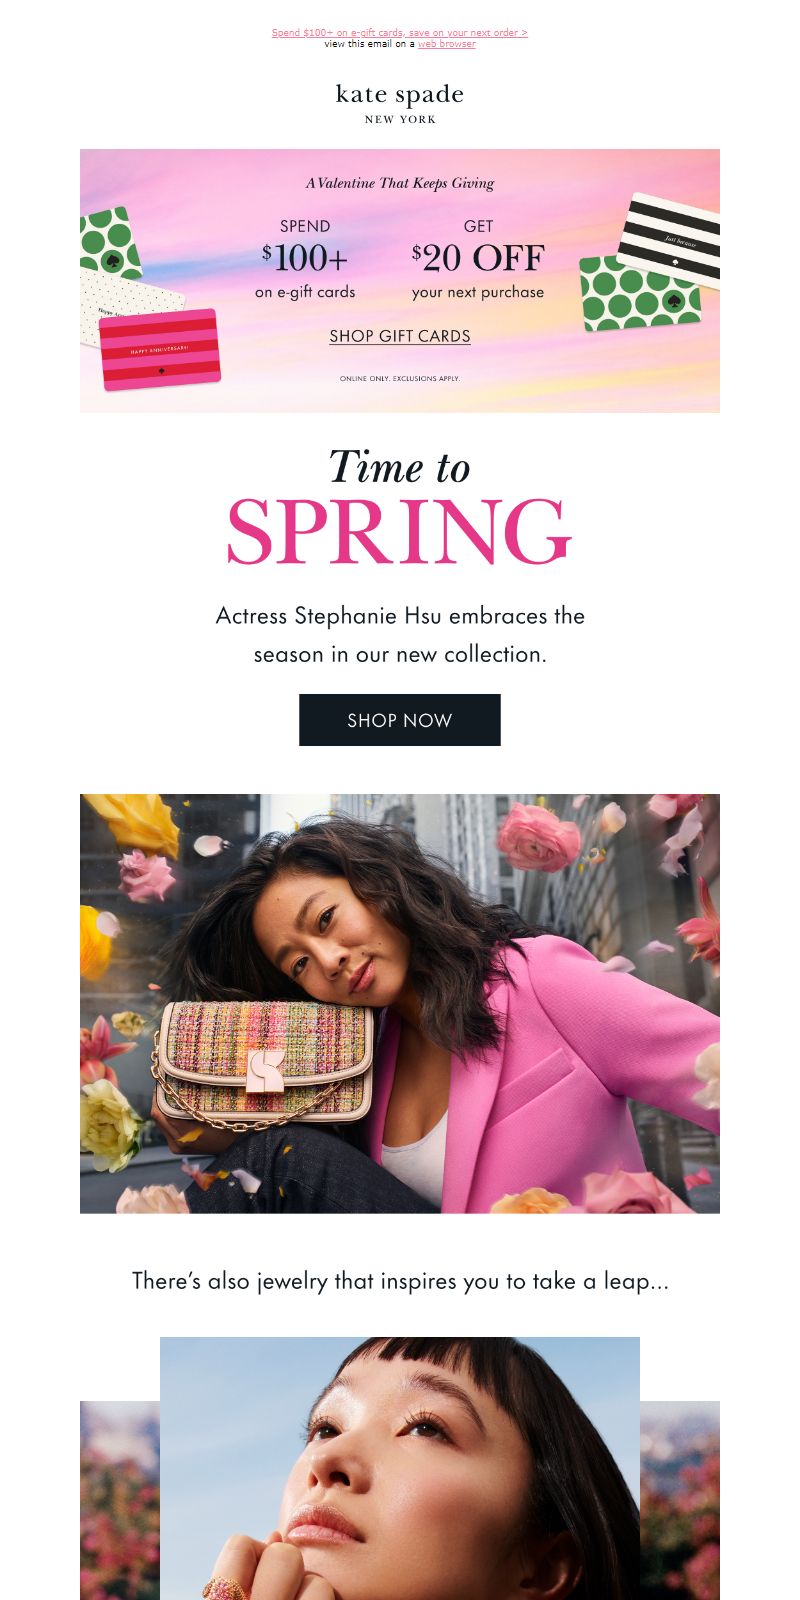 Spend $100+ on e-gift cards, save on your next order >
view this email on a web browser
kate spade
NEW YORK
A Valentine That Keeps Giving
SPEND
$100+
on e-gift cards
GET
$20 OFF
your next purchase
SHOP GIFT CARDS
ONLINE ONLY. EXCLUSIONS APPLY.
HAPPY ANNIVERSARY!
Just because
Time to
SPRING
Actress Stephanie Hsu embraces the
season in our new collection.
SHOP NOW
There's also jewelry that inspires you to take a leap...